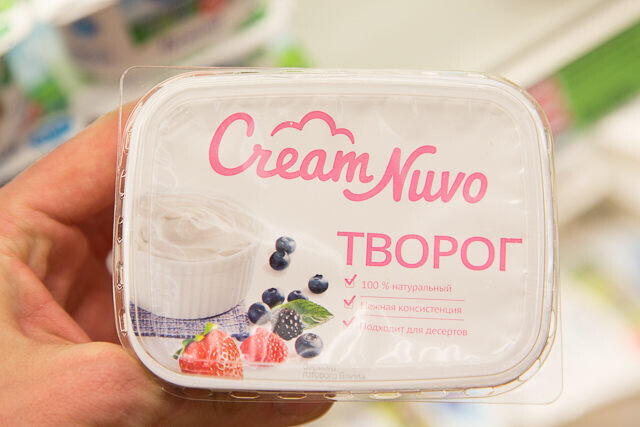 Cream Nuvo
ТВОРОГ
100 % натуральный
Нежная консистенция
Подходит для десертов